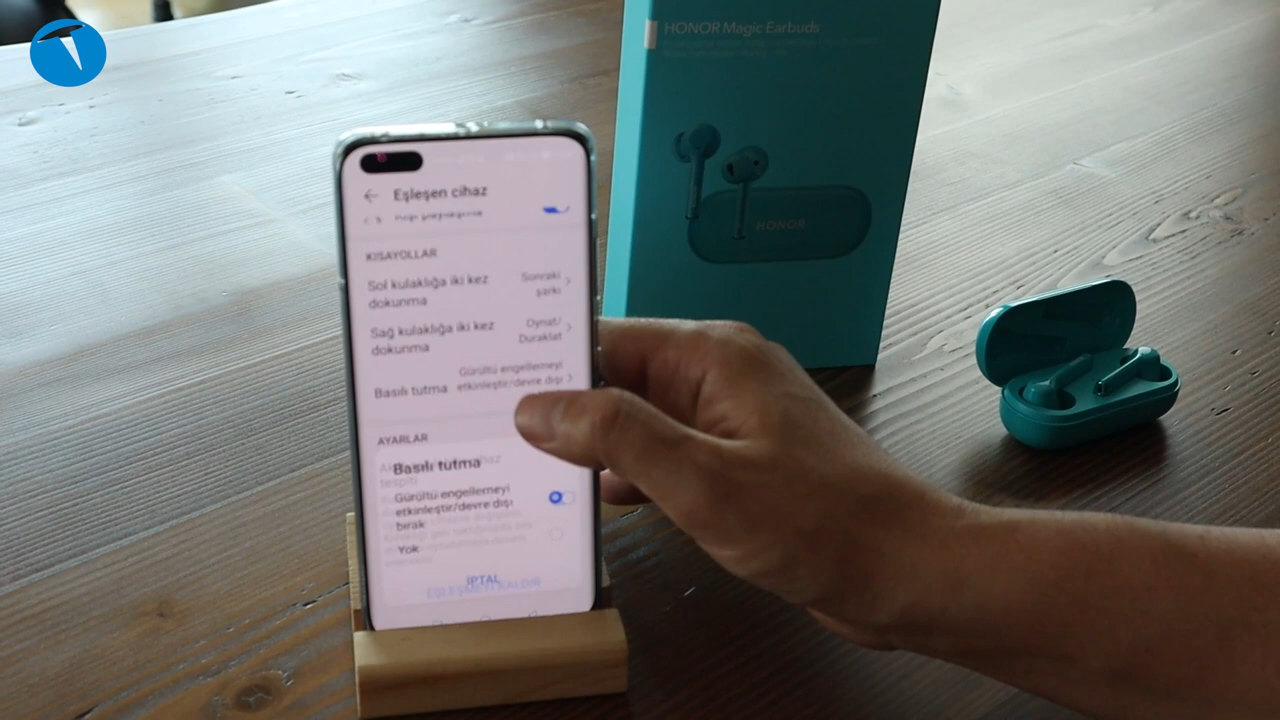 HONOR Magic Earbuds
HONOR
Eşleşen cihaz
KISAYOLLAR
Sol kulaklığa iki kez
dokunma
Sonraki
şarkı
Sağ kulaklığa iki kez
dokunma
Oynat/
Duraklat
Basılı tutma
Gürültü engellemeyi
etkinleştir/devre dışı
AYARLAR
Basılı tutma
Gürültü engellemeyi
etkinleştir/devre dışı
bırak
Yok
İPTAL
EŞLEŞMEYİ KALDIR